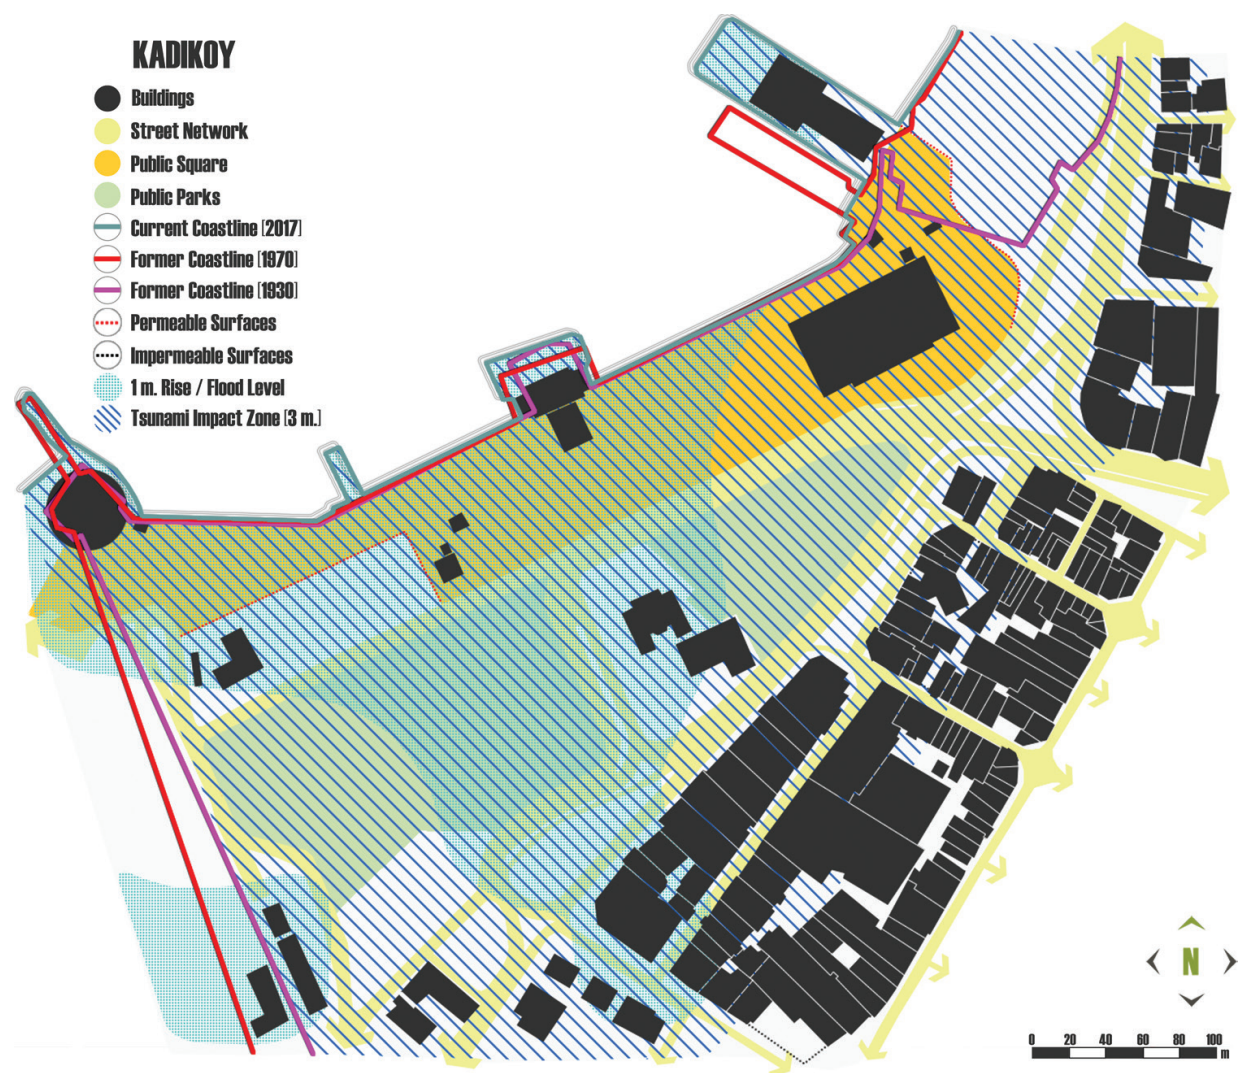 KADIKOY
Buildings
Street Network
Public Square
Public Parks
Current Coastline [2017]
Former Coastline [1970]
Former Coastline [1930]
Permeable Surfaces
Impermeable Surfaces
1 m. Rise / Flood Level
Tsunami Impact Zone [3 m.]
N
0 20 40 60 80 100
m